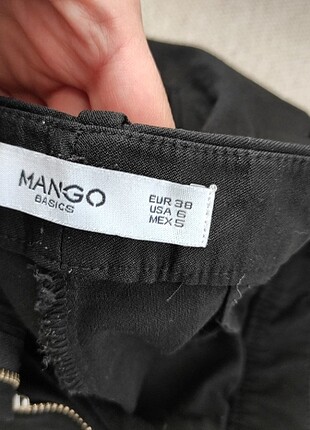 MANGO
BASICS
EUR 38
USA 6
MEX 5